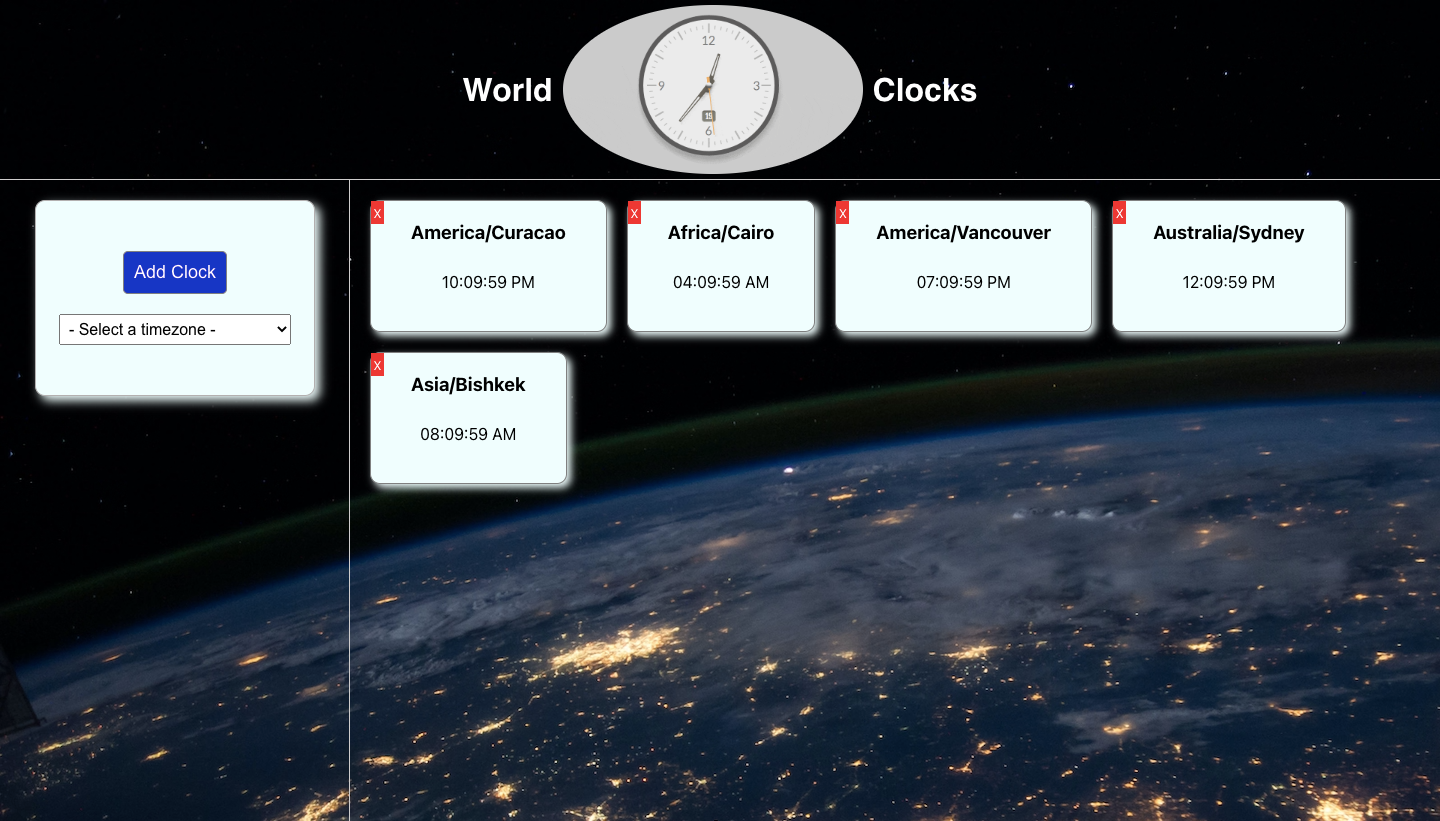 World
12
9
3
19
6
Clocks
Add Clock
- Select a timezone -
X
America/Curacao
10:09:59 PM
X
Africa/Cairo
04:09:59 AM
X
America/Vancouver
07:09:59 PM
X
Australia/Sydney
12:09:59 PM
X
Asia/Bishkek
08:09:59 AM